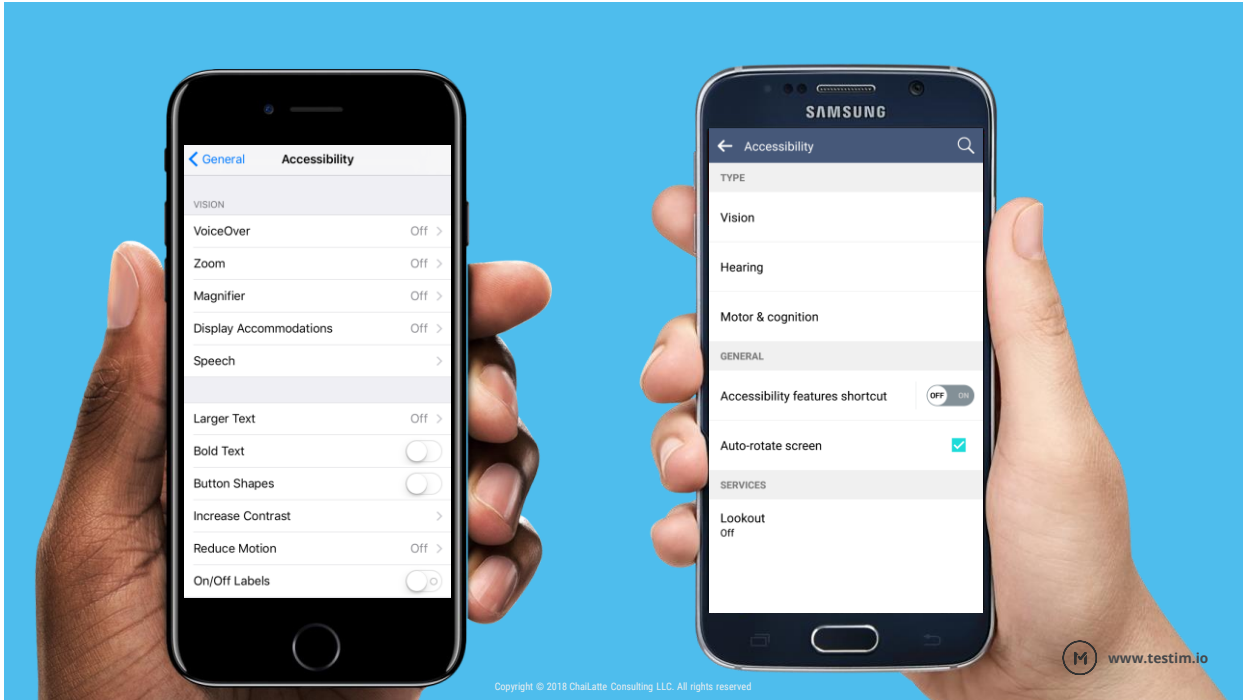 General Accessibility
VISION
VoiceOver Off
Zoom Off
Magnifier Off
Display Accommodations Off
Speech
Larger Text Off
Bold Text
Button Shapes
Increase Contrast
Reduce Motion Off
On/Off Labels
SAMSUNG
Accessibility
TYPE
Vision
Hearing
Motor & cognition
GENERAL
Accessibility features shortcut OFF ON
Auto-rotate screen
SERVICES
Lookout
Off
M www.testim.io
Copyright © 2018 ChaiLatte Consulting LLC. All rights reserved